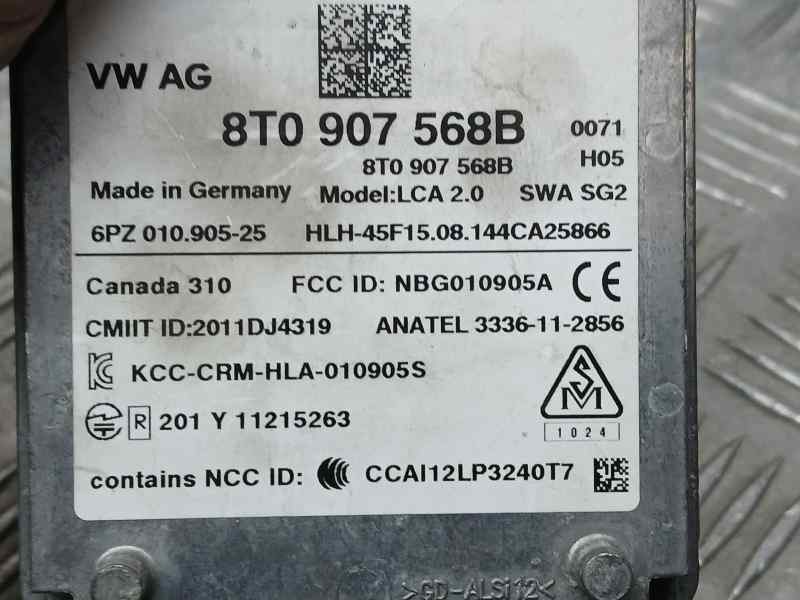 VW AG
8T0 907 568B 0071
8T0 907 568B H05
Made in Germany Model:LCA 2.0 SWA SG2
6PZ 010.905-25 HLH-45F15.08.144CA25866
Canada 310 FCC ID: NBG010905A CE
CMIIT ID:2011DJ4319 ANATEL 3336-11-2856
KCC-CRM-HLA-010905S
R 201 Y 11215263
S M
1024
contains NCC ID: CCAI12LP3240T7
>GD-ALSi12<